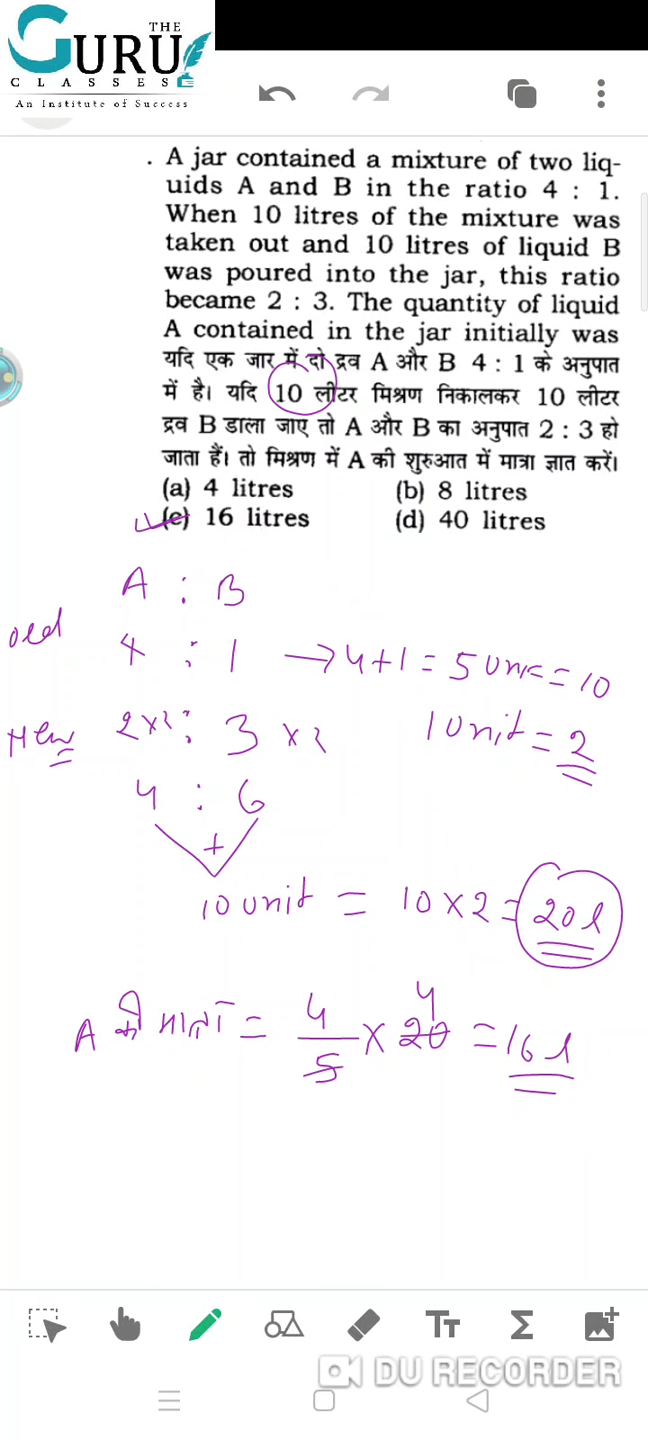 THE
GURU
CLASSES
An Institute of Success
. A jar contained a mixture of two liq-
uids A and B in the ratio 4 : 1.
When 10 litres of the mixture was
taken out and 10 litres of liquid B
was poured into the jar, this ratio
became 2 : 3. The quantity of liquid
A contained in the jar initially was
यदि एक जार में दो द्रव A और B 4 : 1 के अनुपात
में है। यदि 10 लीटर मिश्रण निकालकर 10 लीटर
द्रव B डाला जाए तो A और B का अनुपात 2 : 3 हो
जाता हैं। तो मिश्रण में A की शुरुआत में मात्रा ज्ञात करें।
(a) 4 litres (b) 8 litres
(c) 16 litres (d) 40 litres
A : B
old 4 : 1 → 4+1 = 5 unit = 10
New 2×2 : 3 ×2 1 unit = 2
4 : 6
+
10 unit = 10 × 2 = 20 l
A की मात्रा = 4/5 × 20 4 = 16 l
TT Σ
DU RECORDER